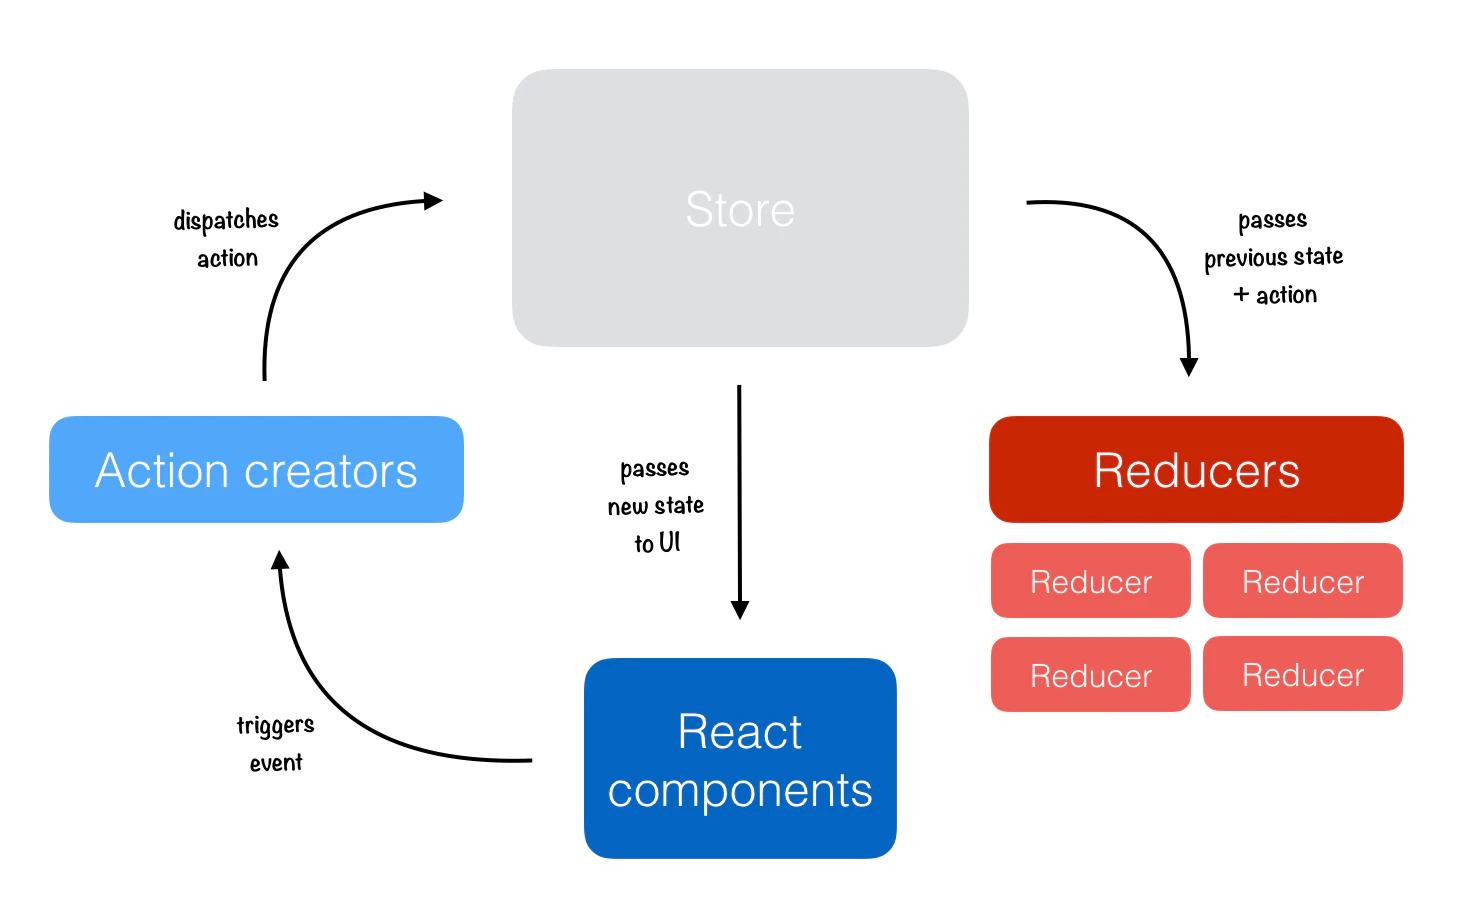 Store
dispatches
action
passes
previous state
+ action
Action creators
passes
new state
to UI
Reducers
Reducer
Reducer
Reducer
Reducer
React
components
triggers
event